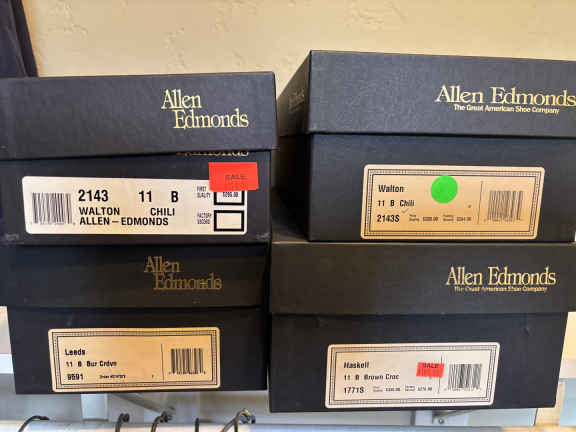 Allen
Edmonds
2143 11 B
WALTON CHILI
ALLEN-EDMONDS
FIRST
QUALITY
SALE
FACTORY
SECOND
Allen Edmonds
The Great American Shoe Company
Walton
11 B Chili
2143S
Allen
Edmonds
Leeds
11 B Bur Crdvn
9591
Allen Edmonds
The Great American Shoe Company
Haskell
11 B Brown Croc
1771S
SALE